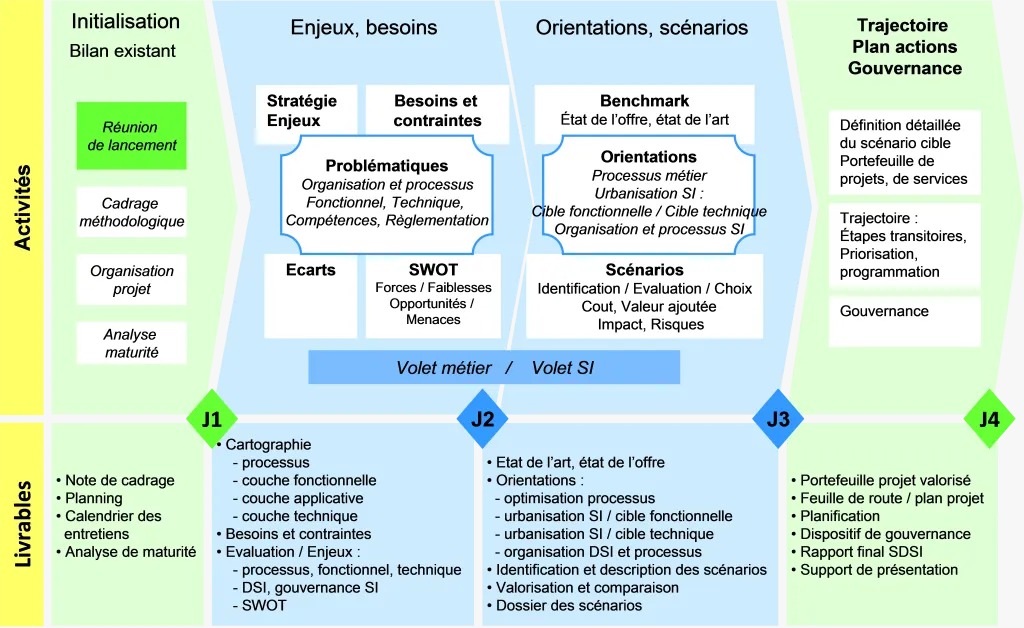 Initialisation
Bilan existant
Enjeux, besoins
Orientations, scénarios
Trajectoire
Plan actions
Gouvernance
Activités
Réunion
de lancement
Cadrage
méthodologique
Organisation
projet
Analyse
maturité
Stratégie
Enjeux
Besoins et
contraintes
Problématiques
Organisation et processus
Fonctionnel, Technique,
Compétences, Règlementation
Ecarts
SWOT
Forces / Faiblesses
Opportunités /
Menaces
Benchmark
État de l’offre, état de l’art
Orientations
Processus métier
Urbanisation SI :
Cible fonctionnelle / Cible technique
Organisation et processus SI
Scénarios
Identification / Evaluation / Choix
Cout, Valeur ajoutée
Impact, Risques
Volet métier / Volet SI
Définition détaillée
du scénario cible
Portefeuille de
projets, de services
Trajectoire :
Étapes transitoires,
Priorisation,
programmation
Gouvernance
J1
J2
J3
J4
Livrables
• Note de cadrage
• Planning
• Calendrier des
entretiens
• Analyse de maturité
• Cartographie
- processus
- couche fonctionnelle
- couche applicative
- couche technique
• Besoins et contraintes
• Evaluation / Enjeux :
- processus, fonctionnel, technique
- DSI, gouvernance SI
- SWOT
• Etat de l’art, état de l’offre
• Orientations :
- optimisation processus
- urbanisation SI / cible fonctionnelle
- urbanisation SI / cible technique
- organisation DSI et processus
• Identification et description des scénarios
• Valorisation et comparaison
• Dossier des scénarios
• Portefeuille projet valorisé
• Feuille de route / plan projet
• Planification
• Dispositif de gouvernance
• Rapport final SDSI
• Support de présentation